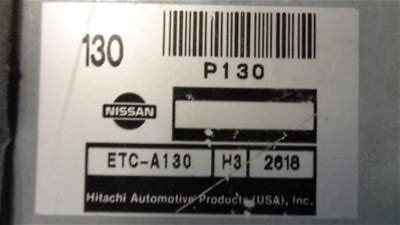 130
P130
NISSAN
ETC-A130 H3 2618
Hitachi Automotive Products (USA), Inc.